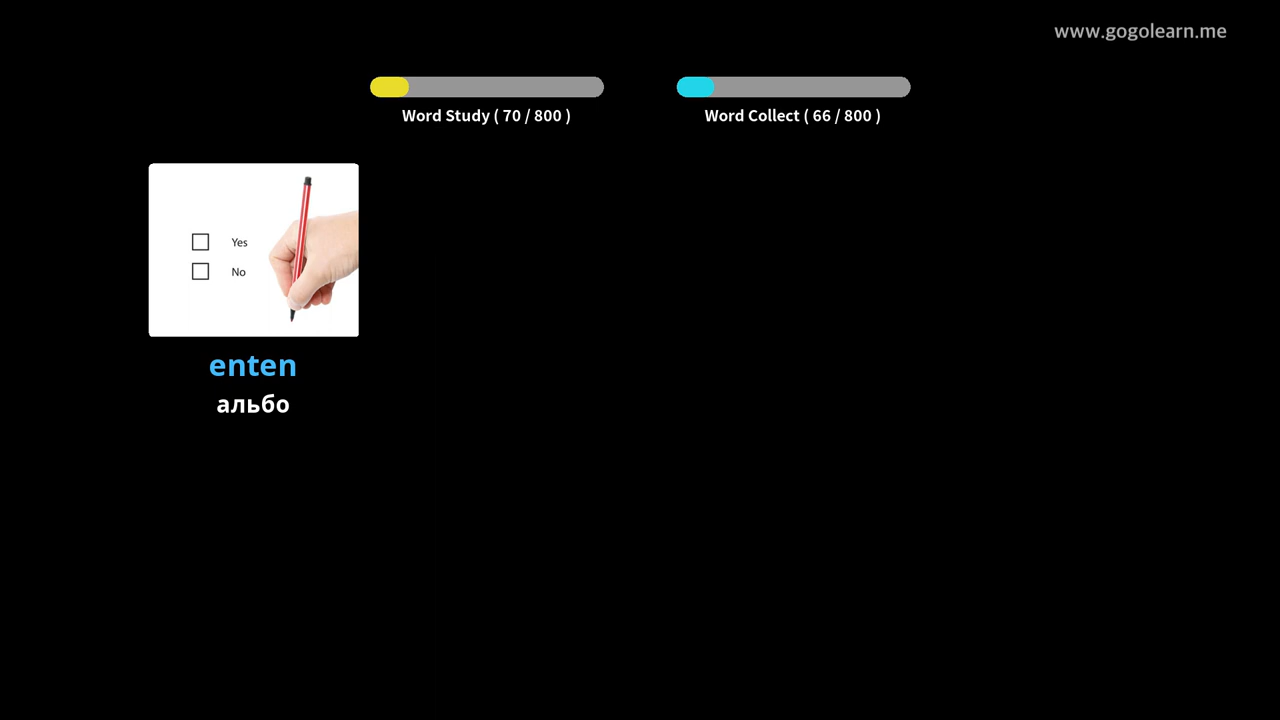 www.gogolearn.me
Word Study ( 70 / 800 )
Word Collect ( 66 / 800 )
Yes
No
enten
альбо